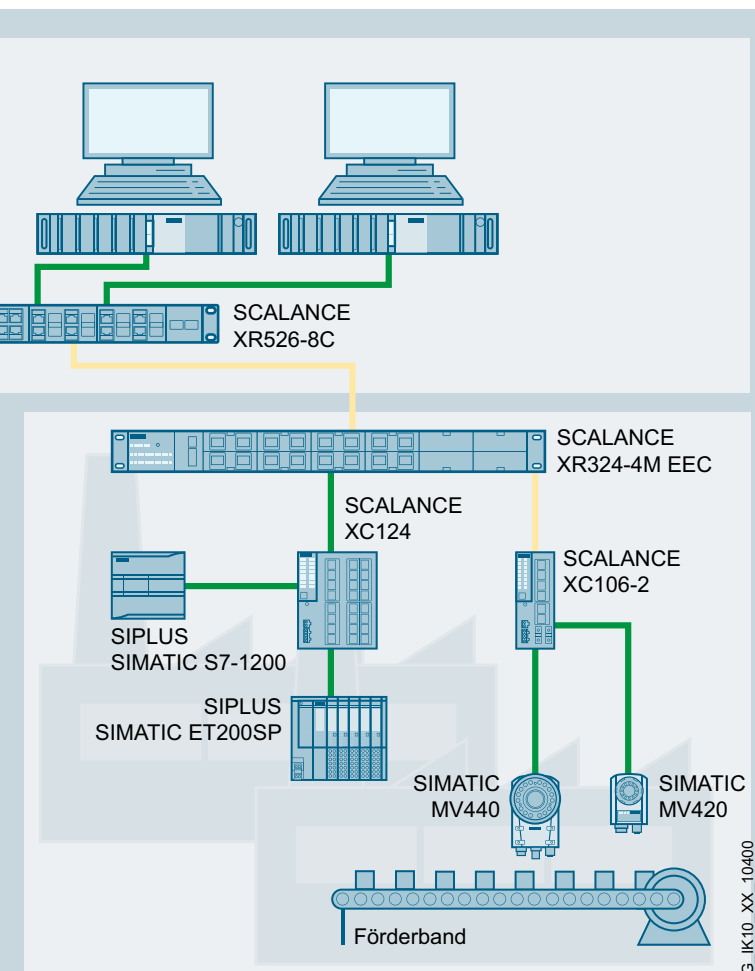 SCALANCE
XR526-8C
SCALANCE
XR324-4M EEC
SCALANCE
XC124
SCALANCE
XC106-2
SIPLUS
SIMATIC S7-1200
SIPLUS
SIMATIC ET200SP
SIMATIC
MV440
SIMATIC
MV420
Förderband
G_IK10_XX_10400